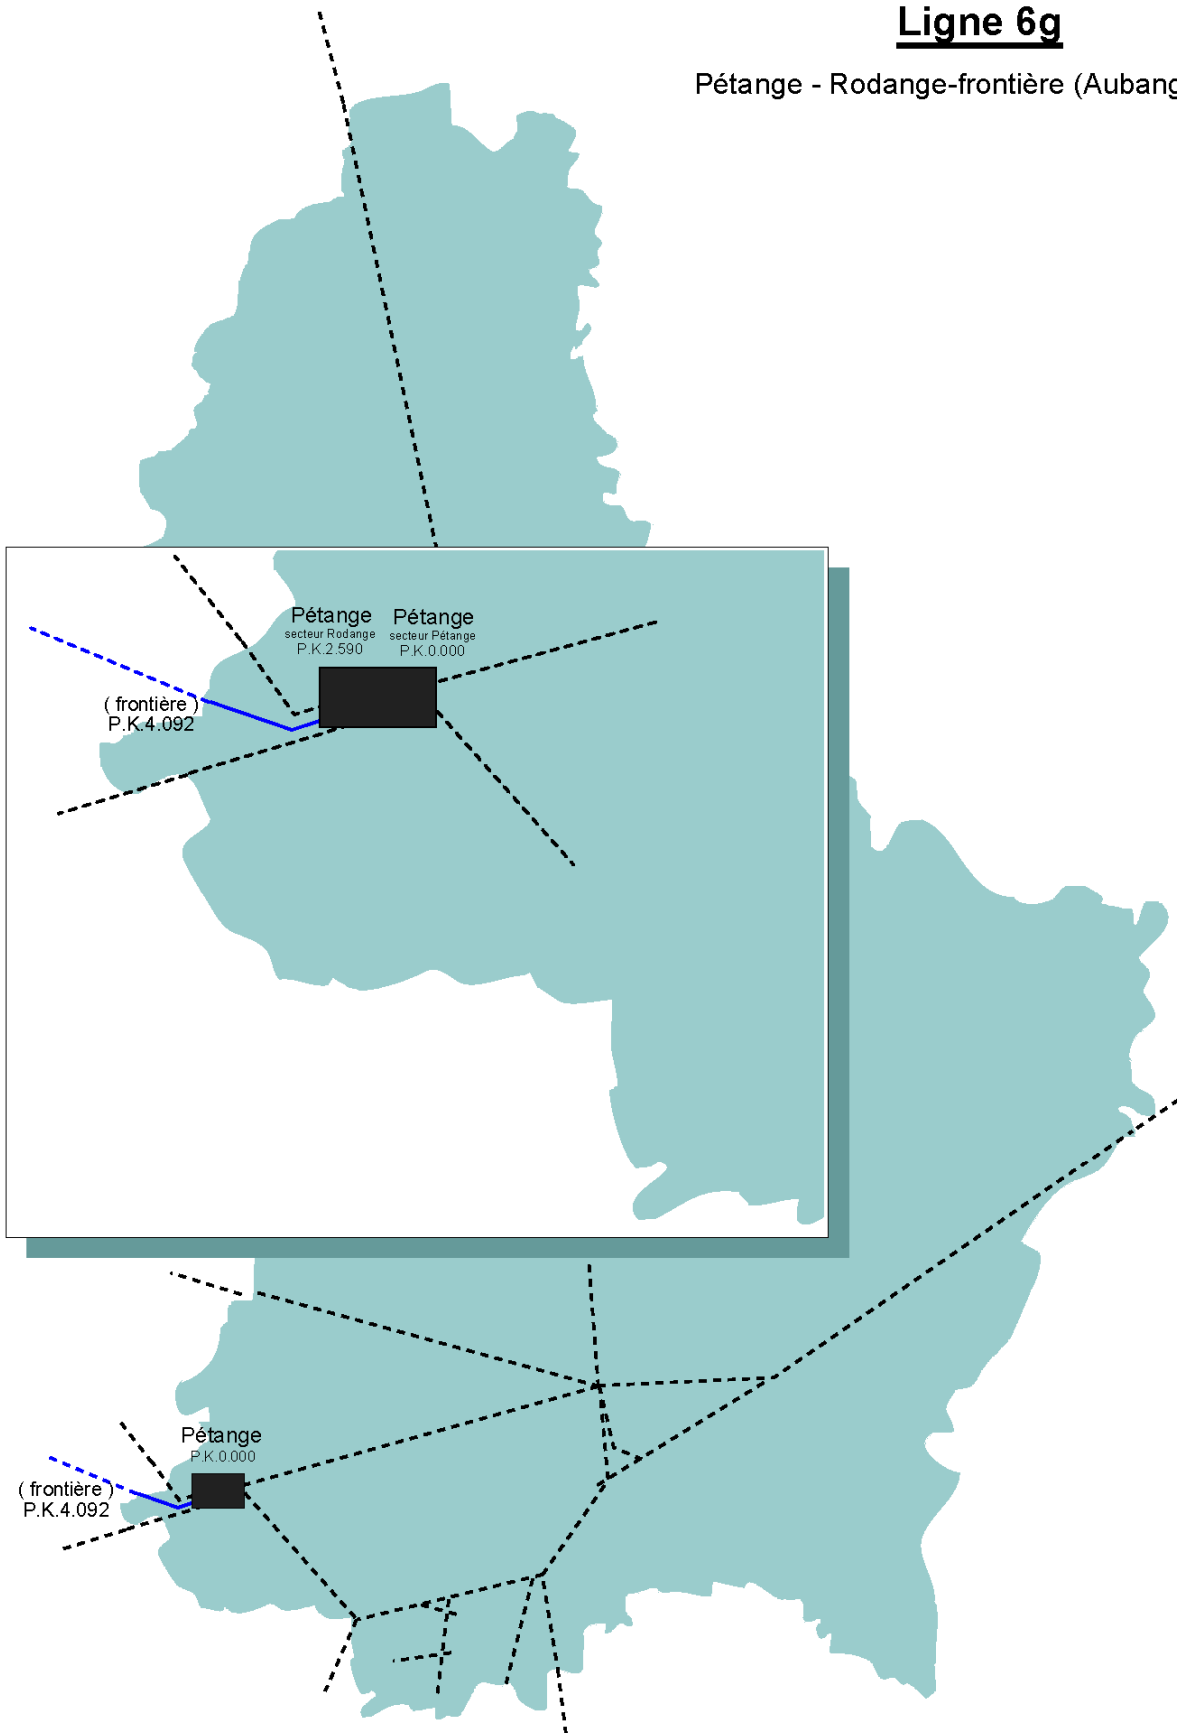 Ligne 6g
Pétange - Rodange-frontière (Aubang
Pétange
secteur Rodange
P.K.2.590
Pétange
secteur Pétange
P.K.0.000
( frontière )
P.K.4.092
Pétange
P.K.0.000
( frontière )
P.K.4.092